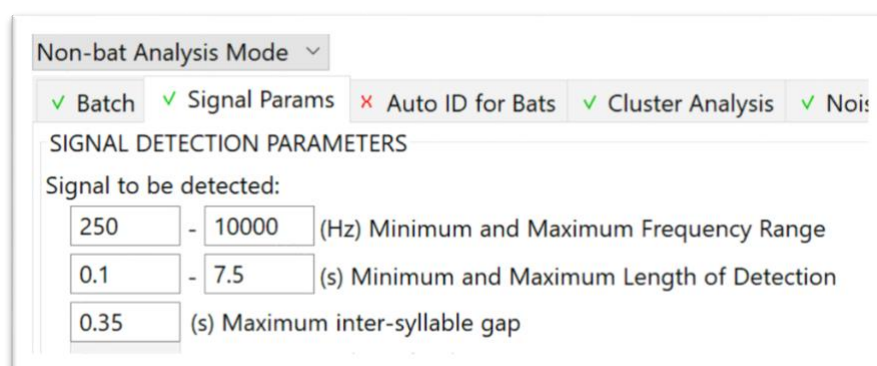 Non-bat Analysis Mode
Batch Signal Params Auto ID for Bats Cluster Analysis
SIGNAL DETECTION PARAMETERS
Signal to be detected:
250 - 10000 (Hz) Minimum and Maximum Frequency Range
0.1 - 7.5 (s) Minimum and Maximum Length of Detection
0.35 (s) Maximum inter-syllable gap